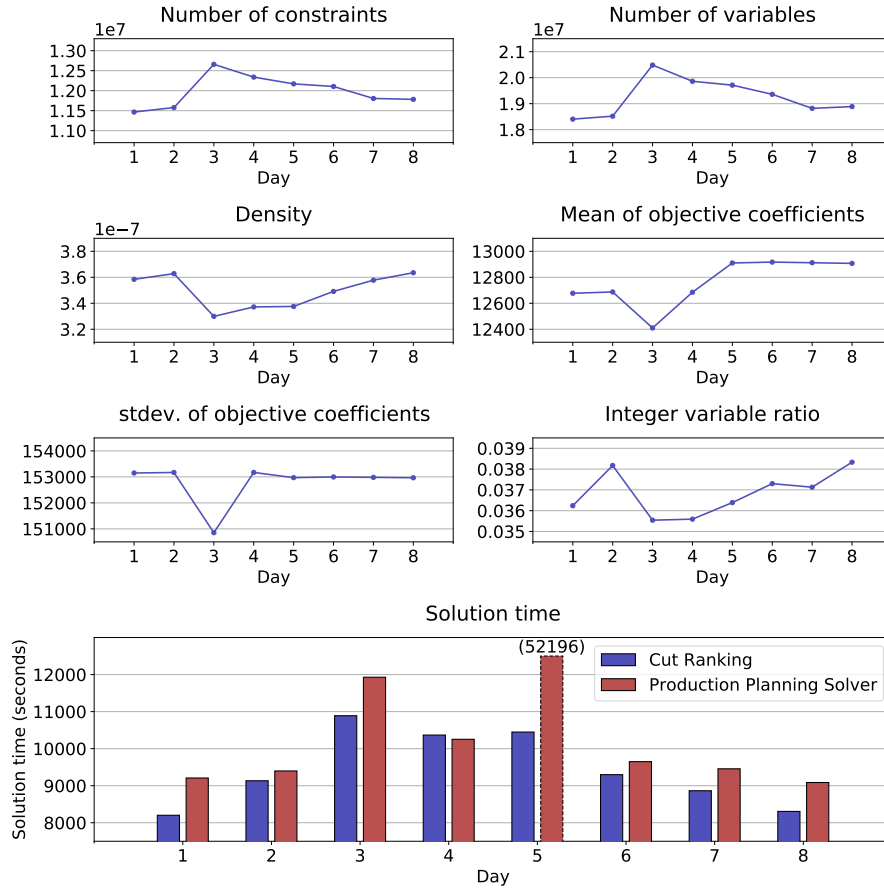 Number of constraints
1e7
1.30
1.25
1.20
1.15
1.10
1 2 3 4 5 6 7 8
Day
Number of variables
1e7
2.1
2.0
1.9
1.8
1 2 3 4 5 6 7 8
Day
Density
1e−7
3.8
3.6
3.4
3.2
1 2 3 4 5 6 7 8
Day
Mean of objective coefficients
13000
12800
12600
12400
1 2 3 4 5 6 7 8
Day
stdev. of objective coefficients
154000
153000
152000
151000
1 2 3 4 5 6 7 8
Day
Integer variable ratio
0.039
0.038
0.037
0.036
0.035
1 2 3 4 5 6 7 8
Day
Solution time
Solution time (seconds)
12000
11000
10000
9000
8000
(52196)
Cut Ranking
Production Planning Solver
1 2 3 4 5 6 7 8
Day